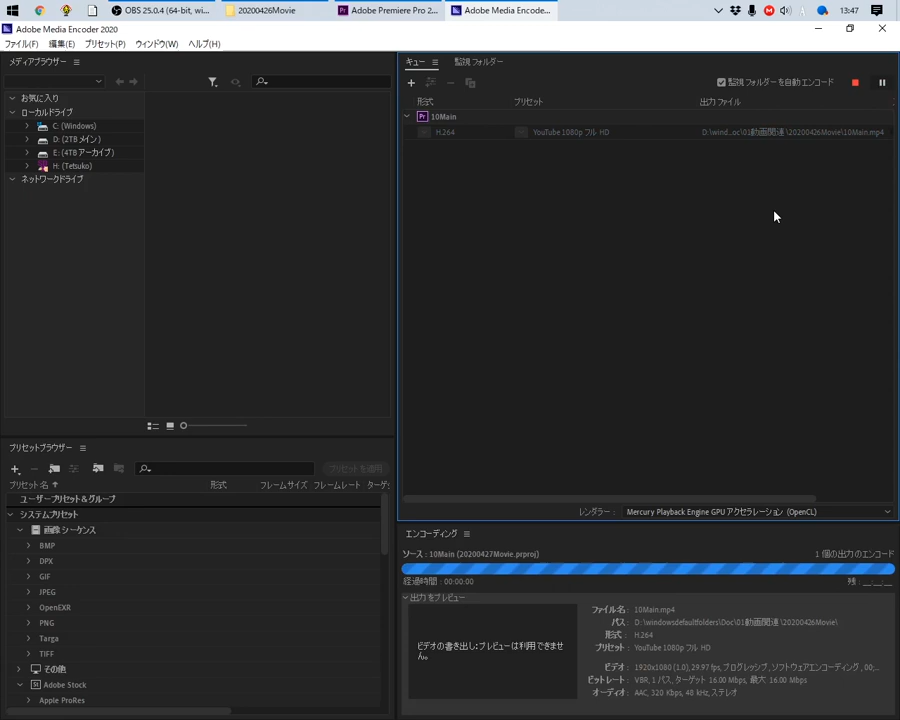 OBS 25.0.4 (64-bit, wi...
20200426Movie
Adobe Premiere Pro 2...
Adobe Media Encode...
13:47
Adobe Media Encoder 2020
ファイル(F) 編集(E) プリセット(P) ウィンドウ(W) ヘルプ(H)
メディアブラウザー
お気に入り
ローカルドライブ
C: (Windows)
D: (2TBメイン)
E: (4TBアーカイブ)
H: (Tetsuko)
ネットワークドライブ
キュー 監視フォルダー
監視フォルダーを自動エンコード
形式 プリセット 出力ファイル
Pr 10Main
H.264 YouTube 1080p フル HD D:\wind...oc\01動画関連\20200426Movie\10Main.mp4
レンダラー： Mercury Playback Engine GPU アクセラレーション (OpenCL)
プリセットブラウザー
プリセットを適用
プリセット名 形式 フレームサイズ フレームレート ターゲ
ユーザープリセット＆グループ
システムプリセット
画像シーケンス
BMP
DPX
GIF
JPEG
OpenEXR
PNG
Targa
TIFF
その他
Adobe Stock
Apple ProRes
エンコーディング
ソース：10Main (20200427Movie.prproj) 1 個の出力のエンコード
経過時間：00:00:00 残：__:__:__
出力をプレビュー
ビデオの書き出し：プレビューは利用できませ
ん。
ファイル名： 10Main.mp4
パス： D:\windowsdefaultfolders\Doc\01動画関連\20200426Movie\
形式： H.264
プリセット： YouTube 1080p フル HD
ビデオ： 1920x1080 (1.0), 29.97 fps, プログレッシブ, ソフトウェアエンコーディング, 00;...
ビットレート： VBR, 1 パス, ターゲット 16.00 Mbps, 最大 16.00 Mbps
オーディオ： AAC, 320 Kbps, 48 kHz, ステレオ